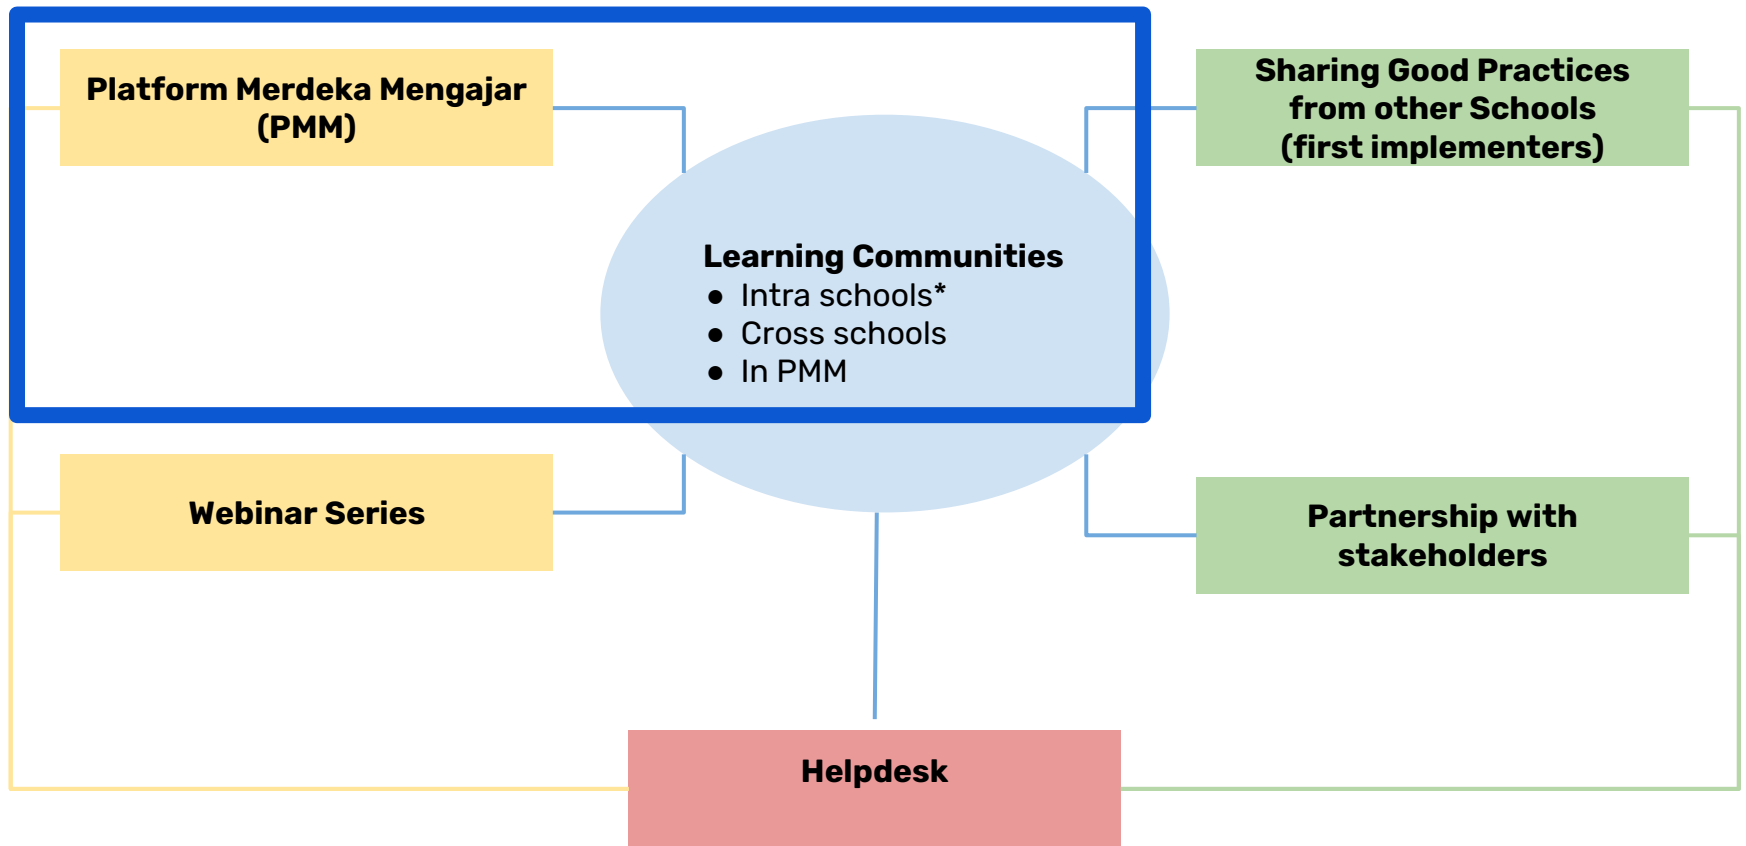 Platform Merdeka Mengajar
(PMM)
Sharing Good Practices
from other Schools
(first implementers)
Learning Communities
● Intra schools*
● Cross schools
● In PMM
Webinar Series
Partnership with
stakeholders
Helpdesk